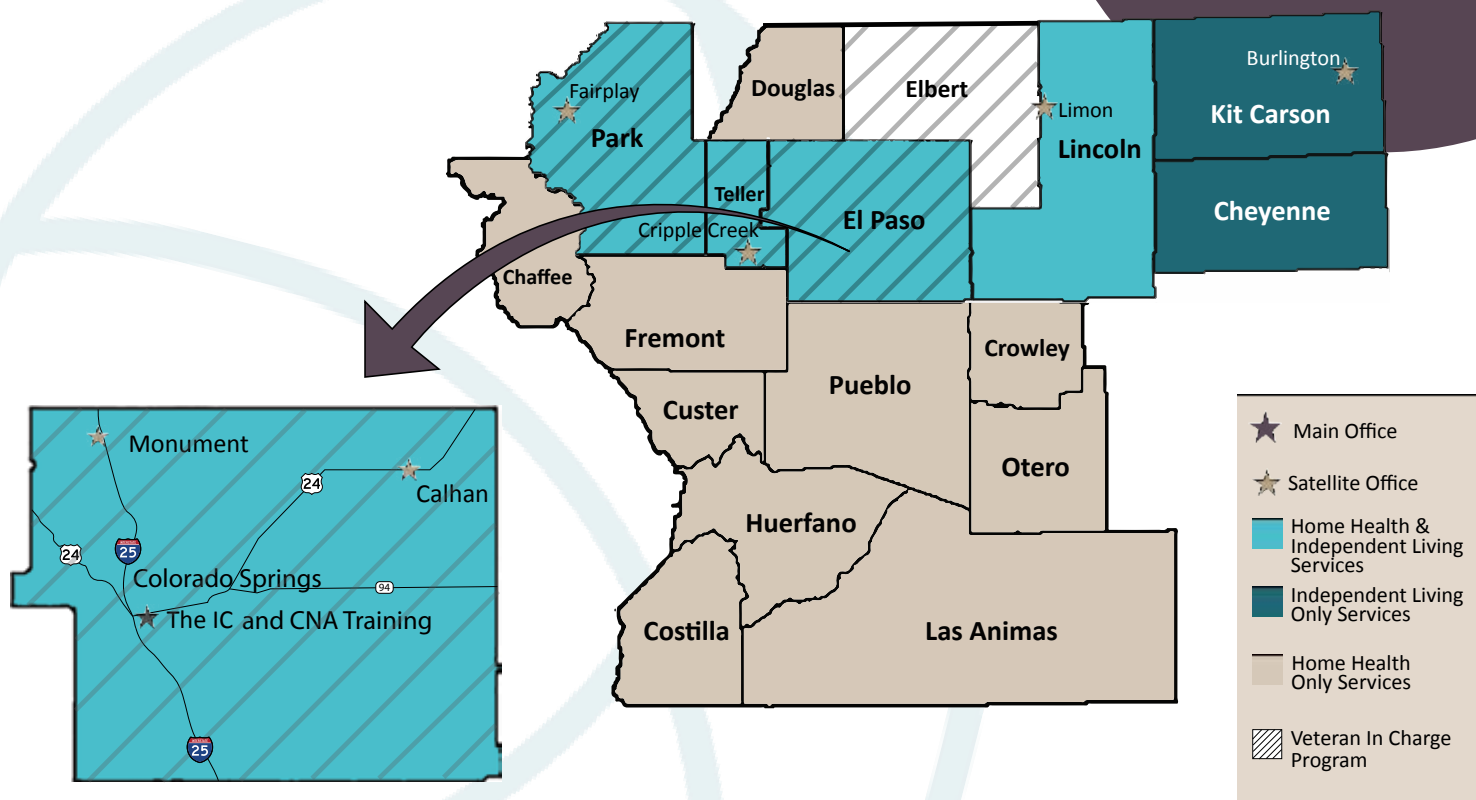 Fairplay
Park
Douglas
Elbert
Limon
Lincoln
Burlington
Kit Carson
Cheyenne
Teller
Cripple Creek
El Paso
Chaffee
Fremont
Crowley
Pueblo
Custer
Otero
Huerfano
Costilla
Las Animas
Monument
24
Calhan
24
25
Colorado Springs
94
The IC and CNA Training
25
Main Office
Satellite Office
Home Health &
Independent Living
Services
Independent Living
Only Services
Home Health
Only Services
Veteran In Charge
Program